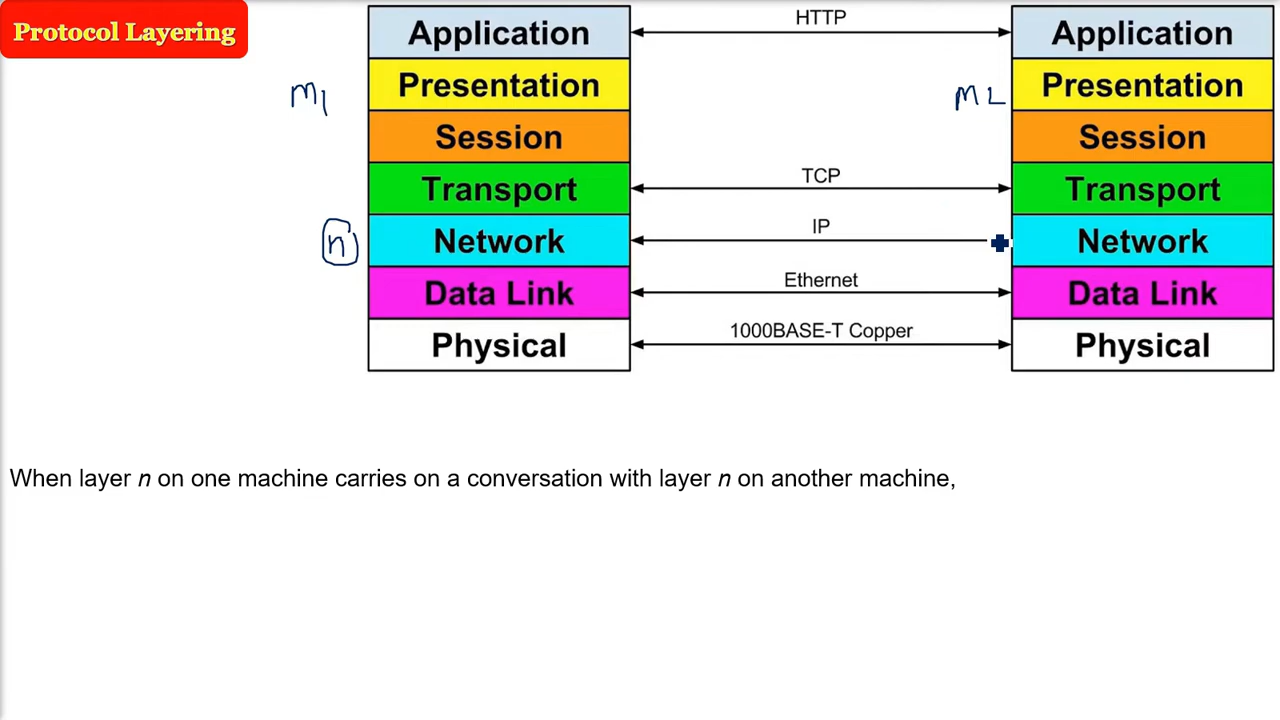 Protocol Layering
HTTP
Application
Application
Presentation
Presentation
M1
M2
Session
Session
TCP
Transport
Transport
IP
n
Network
Network
Ethernet
Data Link
Data Link
1000BASE-T Copper
Physical
Physical
When layer n on one machine carries on a conversation with layer n on another machine,